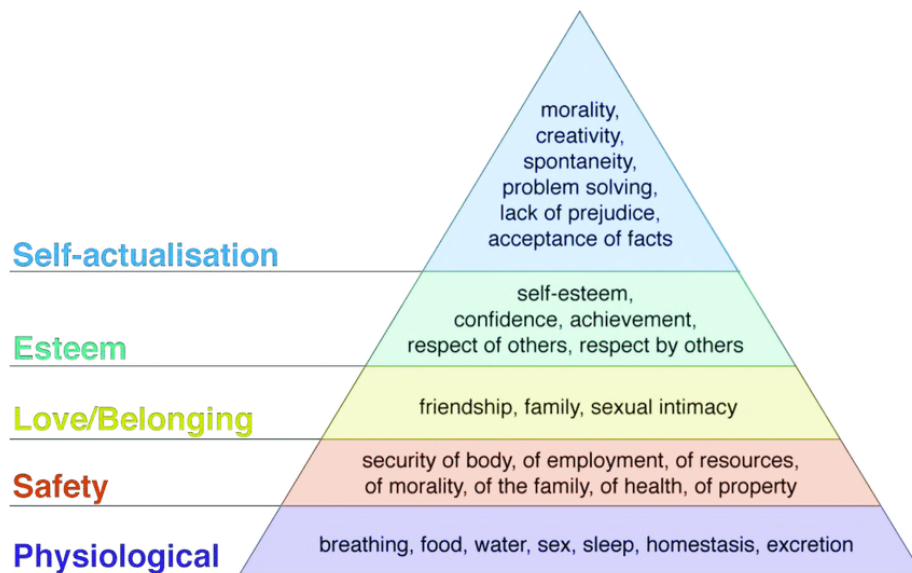 morality,
creativity,
spontaneity,
problem solving,
lack of prejudice,
acceptance of facts
Self-actualisation
self-esteem,
confidence, achievement,
respect of others, respect by others
Esteem
friendship, family, sexual intimacy
Love/Belonging
security of body, of employment, of resources,
of morality, of the family, of health, of property
Safety
breathing, food, water, sex, sleep, homestasis, excretion
Physiological